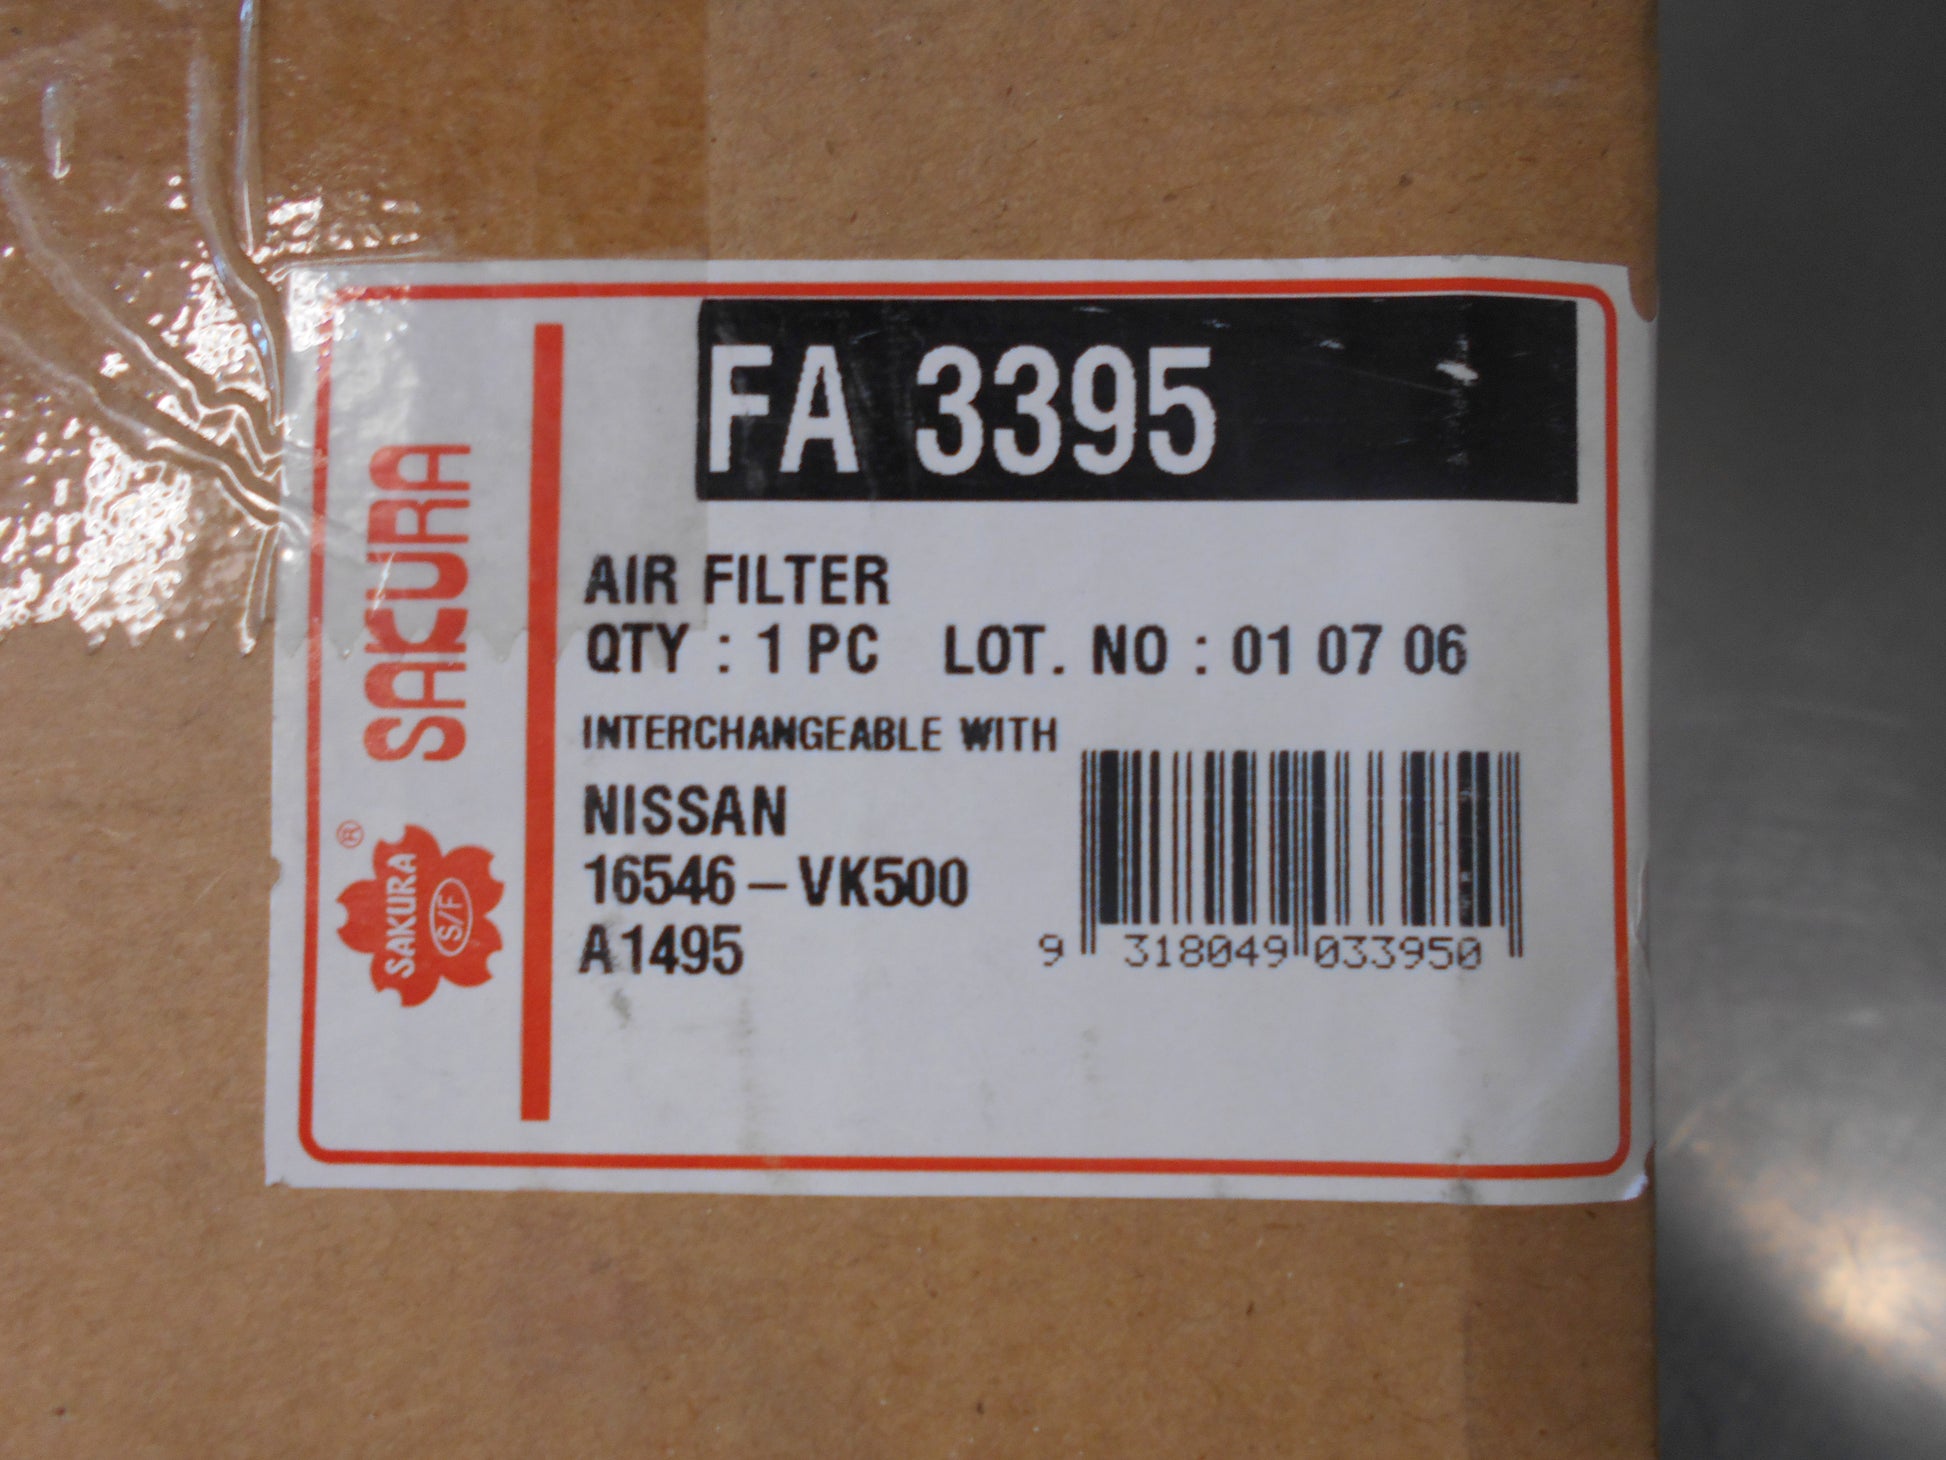 FA 3395
SAKURA
AIR FILTER
QTY : 1 PC LOT. NO : 01 07 06
INTERCHANGEABLE WITH
NISSAN
16546-VK500
A1495
9 318049 033950
®
SAKURA
S/F